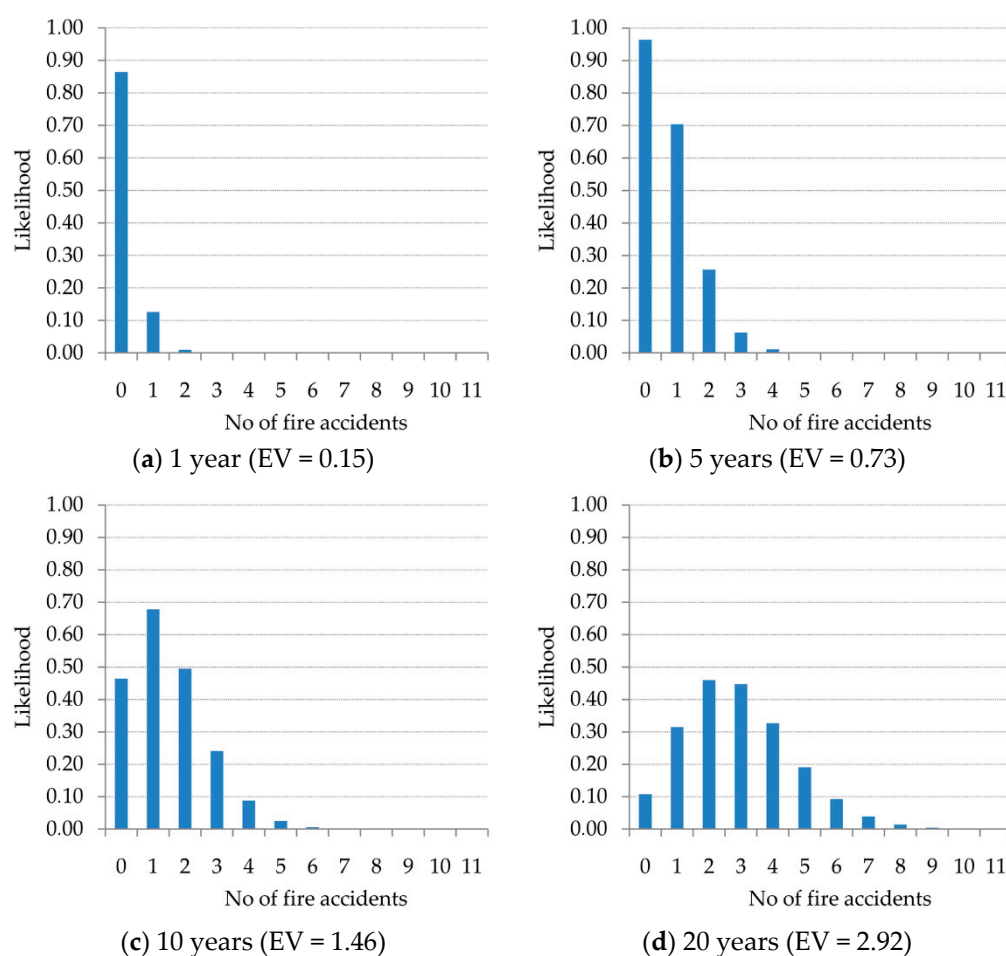 1.00
0.90
0.80
0.70
0.60
0.50
0.40
0.30
0.20
0.10
0.00
Likelihood
0 1 2 3 4 5 6 7 8 9 10 11
No of fire accidents
(a) 1 year (EV = 0.15)
1.00
0.90
0.80
0.70
0.60
0.50
0.40
0.30
0.20
0.10
0.00
Likelihood
0 1 2 3 4 5 6 7 8 9 10 11
No of fire accidents
(b) 5 years (EV = 0.73)
1.00
0.90
0.80
0.70
0.60
0.50
0.40
0.30
0.20
0.10
0.00
Likelihood
0 1 2 3 4 5 6 7 8 9 10 11
No of fire accidents
(c) 10 years (EV = 1.46)
1.00
0.90
0.80
0.70
0.60
0.50
0.40
0.30
0.20
0.10
0.00
Likelihood
0 1 2 3 4 5 6 7 8 9 10 11
No of fire accidents
(d) 20 years (EV = 2.92)